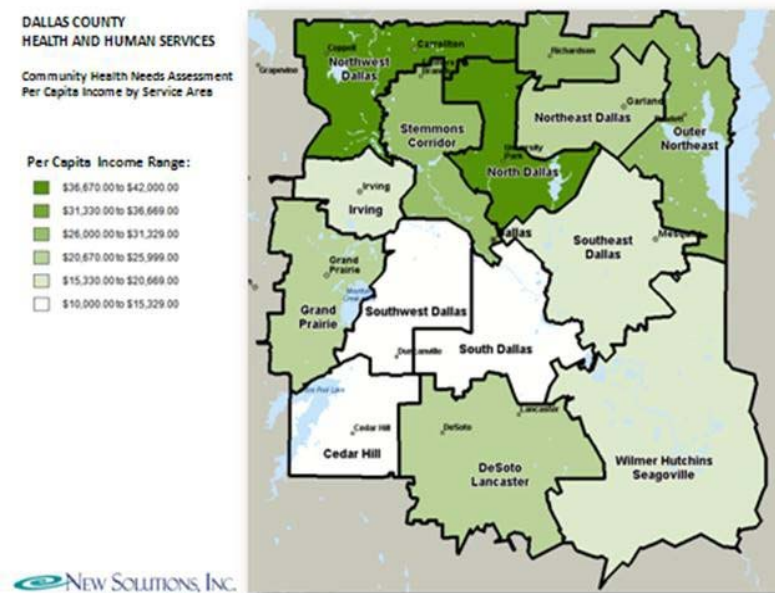 DALLAS COUNTY
HEALTH AND HUMAN SERVICES
Community Health Needs Assessment
Per Capita Income by Service Area
Per Capita Income Range:
$36,670.00 to $42,000.00
$31,330.00 to $36,669.00
$26,000.00 to $31,329.00
$20,670.00 to $25,999.00
$15,330.00 to $20,669.00
$10,000.00 to $15,329.00
Coppell
Carrollton
Richardson
Grapevine
Northwest
Dallas
Garland
Stemmons
Corridor
Northeast Dallas
Outer
Northeast
University
Park
North Dallas
Irving
Irving
Dallas
Southeast
Dallas
Grand
Prairie
Grand
Prairie
Southwest Dallas
Duncanville
South Dallas
Cedar Hill
Cedar Hill
DeSoto
Lancaster
DeSoto
Lancaster
Wilmer Hutchins
Seagoville
NEW SOLUTIONS, INC.